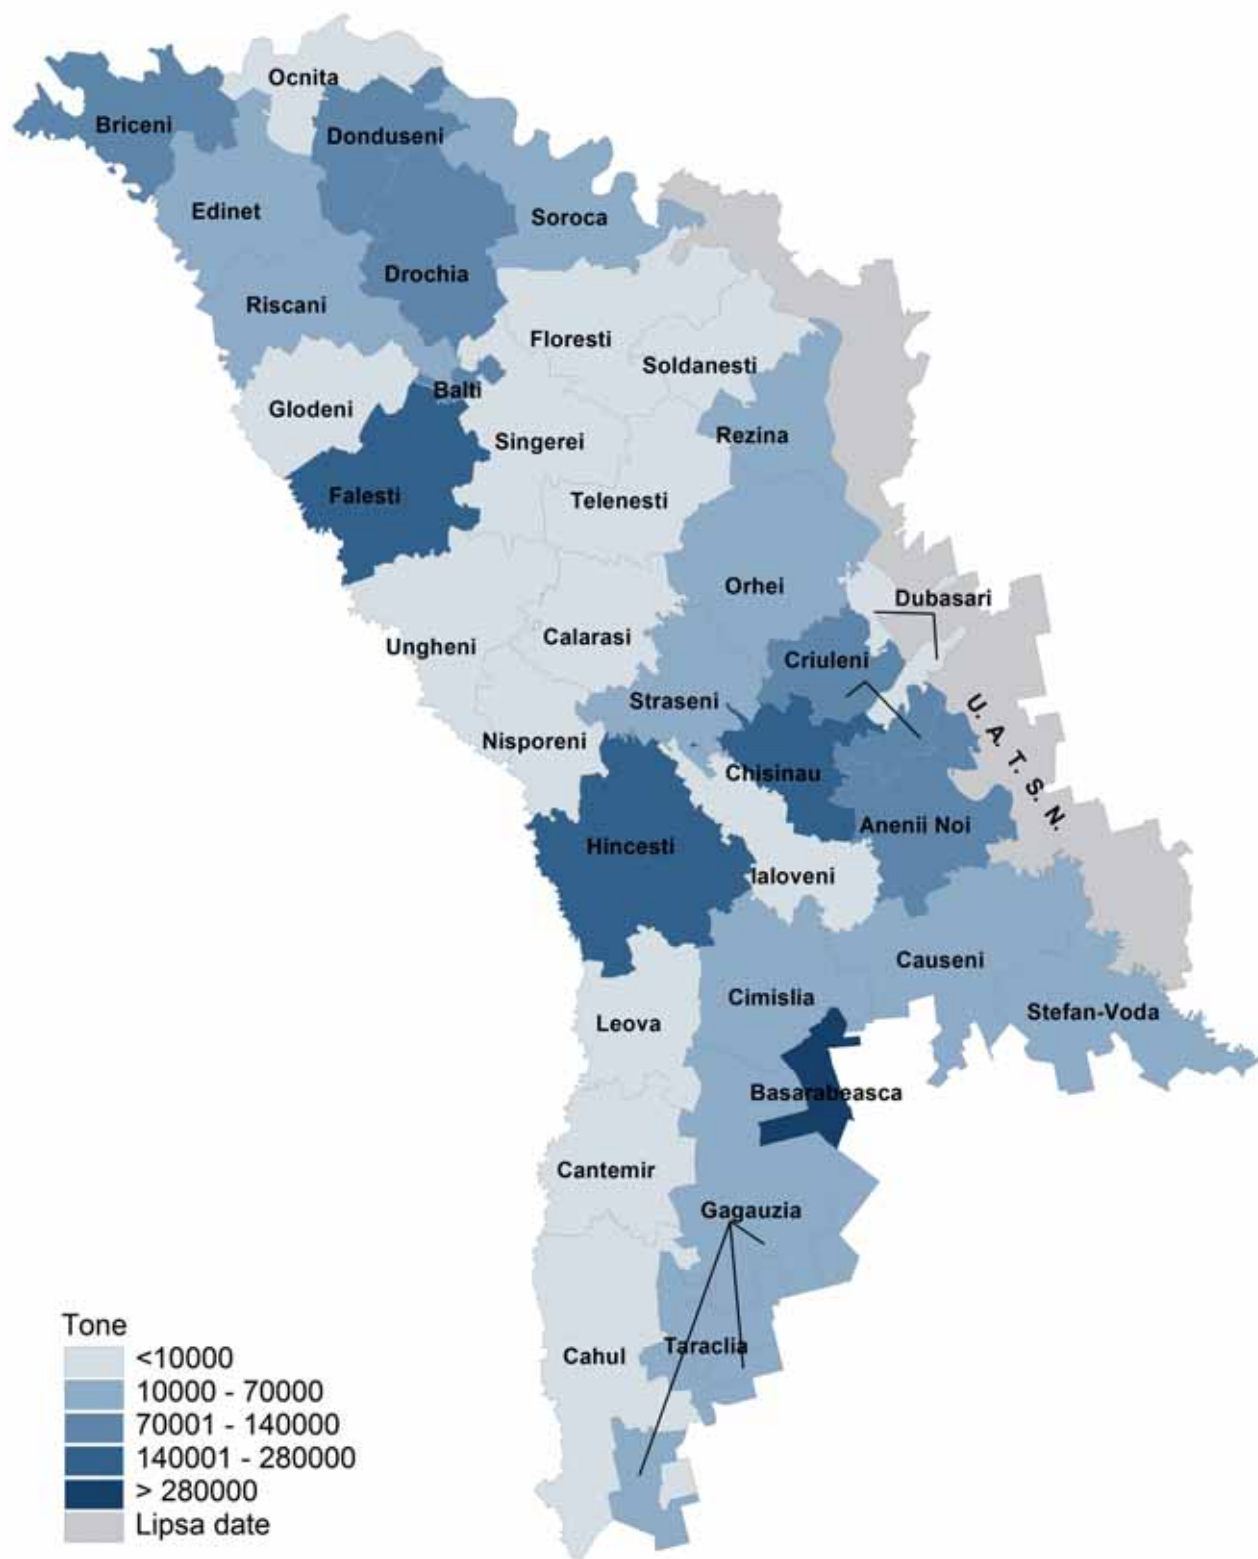 Ocnita
Briceni
Donduseni
Edinet
Soroca
Drochia
Riscani
Floresti
Soldanesti
Balti
Glodeni
Rezina
Singerei
Falesti
Telenesti
Orhei
Dubasari
Calarasi
Ungheni
Criuleni
Straseni
U. A. T. S. N.
Nisporeni
Chisinau
Anenii Noi
Hincesti
Ialoveni
Causeni
Cimislia
Stefan-Voda
Leova
Basarabeasca
Cantemir
Gagauzia
Taraclia
Cahul
Tone
<10000
10000 - 70000
70001 - 140000
140001 - 280000
> 280000
Lipsa date